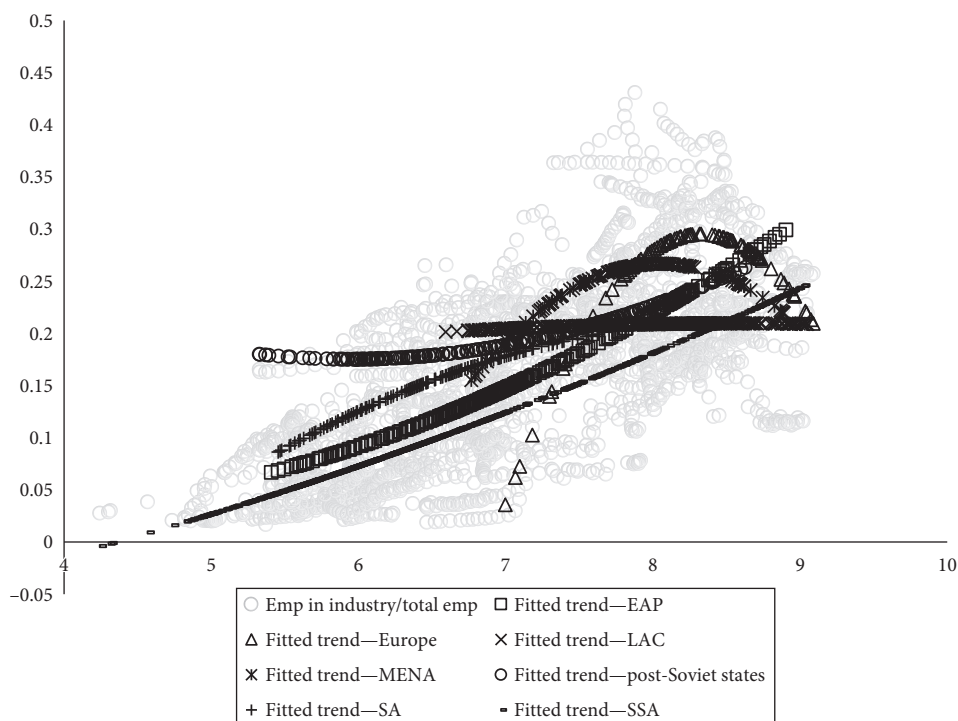 0.5
0.45
0.4
0.35
0.3
0.25
0.2
0.15
0.1
0.05
0
4 5 6 7 8 9 10
–0.05
Emp in industry/total emp Fitted trend—EAP
Fitted trend—Europe Fitted trend—LAC
Fitted trend—MENA Fitted trend—post-Soviet states
Fitted trend—SA Fitted trend—SSA